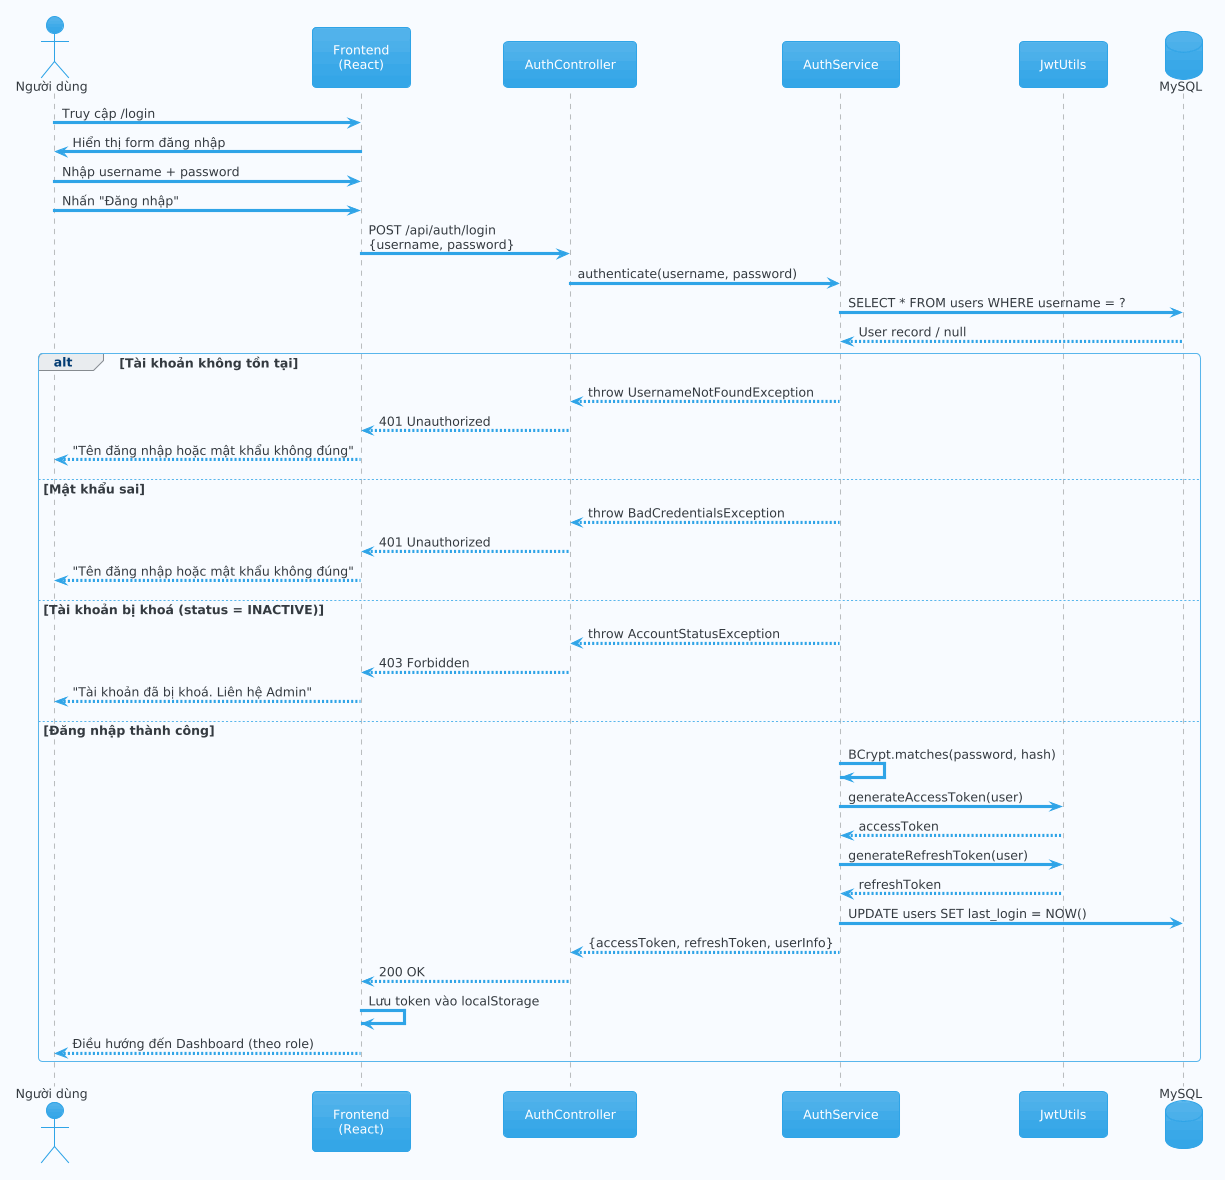 Người dùng
Frontend
(React)
AuthController
AuthService
JwtUtils
MySQL
Truy cập /login
Hiển thị form đăng nhập
Nhập username + password
Nhấn "Đăng nhập"
POST /api/auth/login
{username, password}
authenticate(username, password)
SELECT * FROM users WHERE username = ?
User record / null
alt [Tài khoản không tồn tại]
throw UsernameNotFoundException
401 Unauthorized
"Tên đăng nhập hoặc mật khẩu không đúng"
[Mật khẩu sai]
throw BadCredentialsException
401 Unauthorized
"Tên đăng nhập hoặc mật khẩu không đúng"
[Tài khoản bị khoá (status = INACTIVE)]
throw AccountStatusException
403 Forbidden
"Tài khoản đã bị khoá. Liên hệ Admin"
[Đăng nhập thành công]
BCrypt.matches(password, hash)
generateAccessToken(user)
accessToken
generateRefreshToken(user)
refreshToken
UPDATE users SET last_login = NOW()
{accessToken, refreshToken, userInfo}
200 OK
Lưu token vào localStorage
Điều hướng đến Dashboard (theo role)
Người dùng
Frontend
(React)
AuthController
AuthService
JwtUtils
MySQL